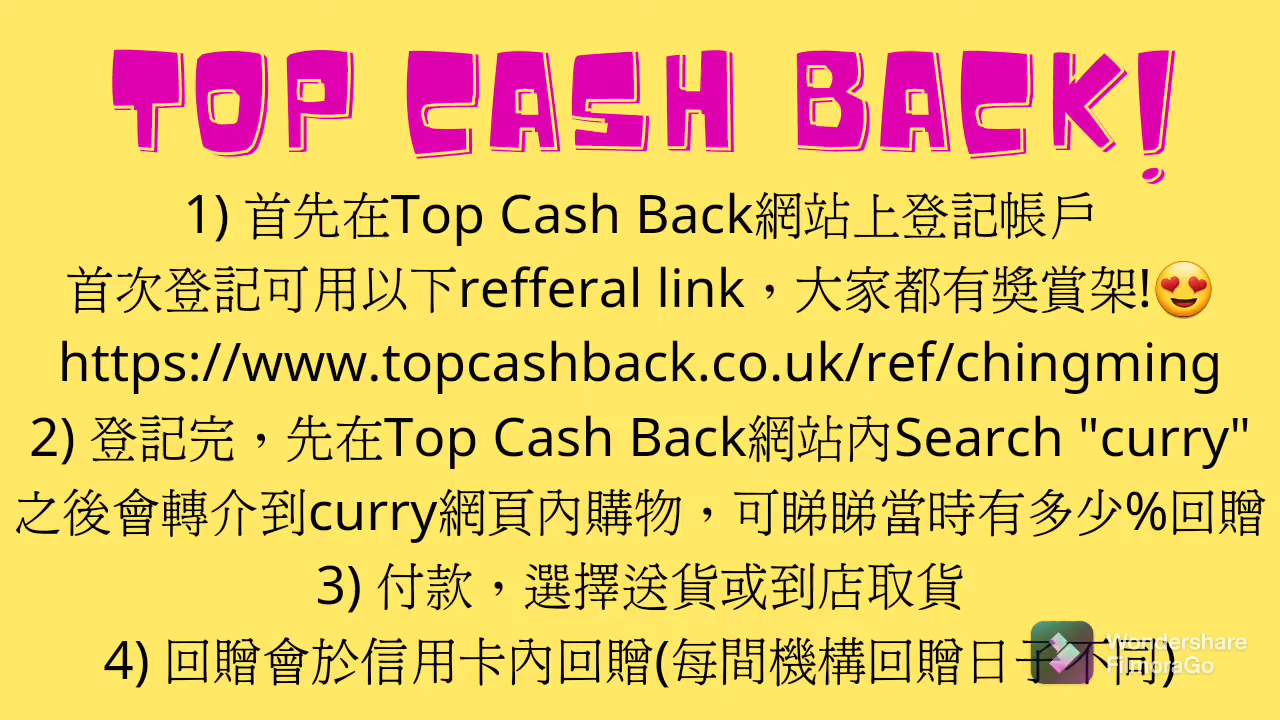 TOP CASH BACK!
1) 首先在Top Cash Back網站上登記帳戶
首次登記可用以下refferal link，大家都有獎賞架!😍
https://www.topcashback.co.uk/ref/chingming
2) 登記完，先在Top Cash Back網站內Search "curry"
之後會轉介到curry網頁內購物，可睇睇當時有多少%回贈
3) 付款，選擇送貨或到店取貨
4) 回贈會於信用卡內回贈(每間機構回贈日子不同)
Wondershare
FilmoraGo